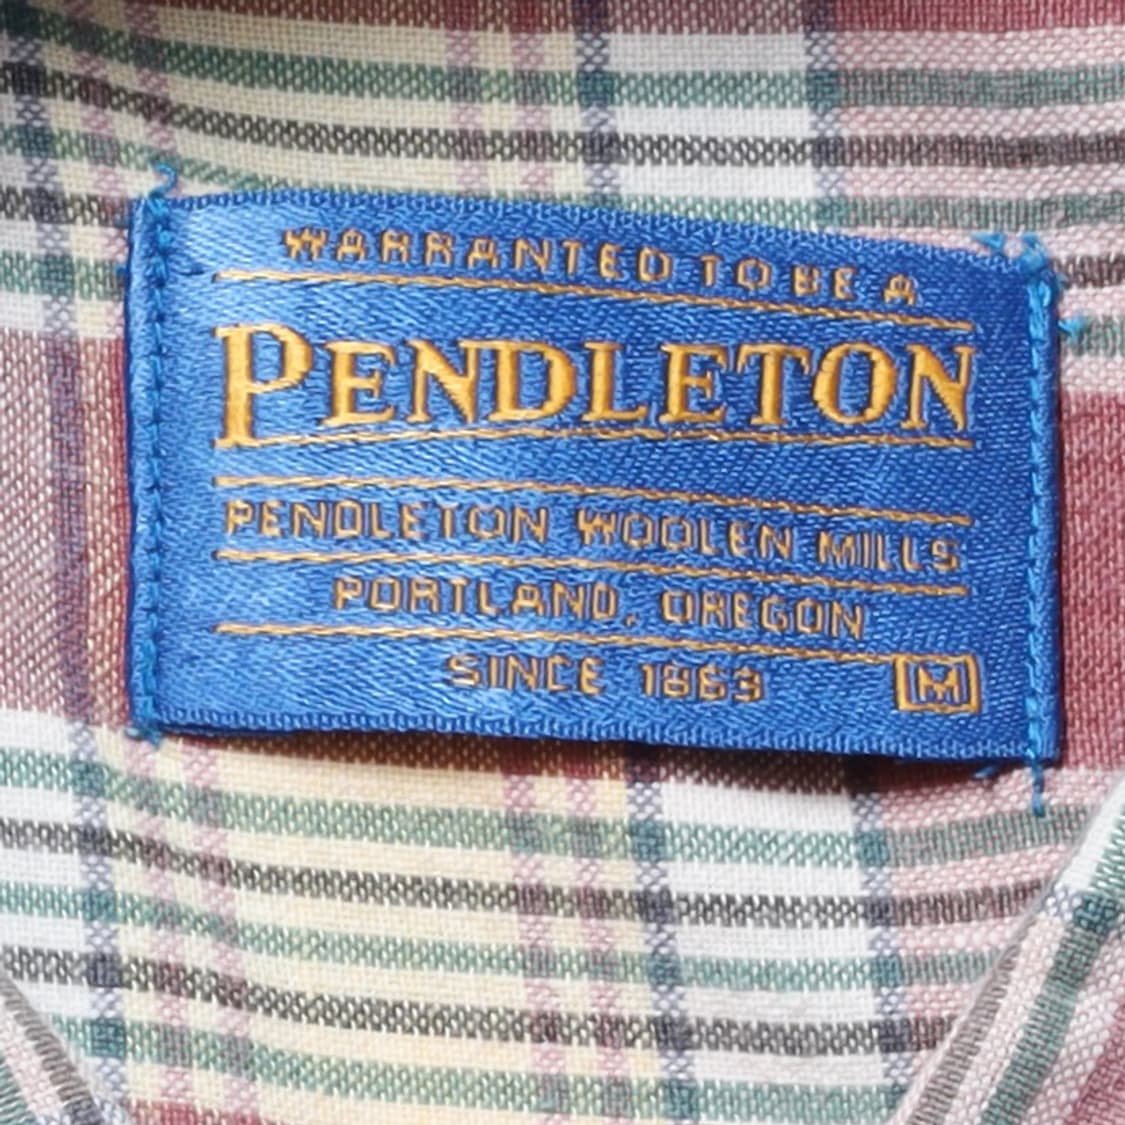 WARRANTED TO BE A
PENDLETON
PENDLETON WOOLEN MILLS
PORTLAND, OREGON
SINCE 1863
M